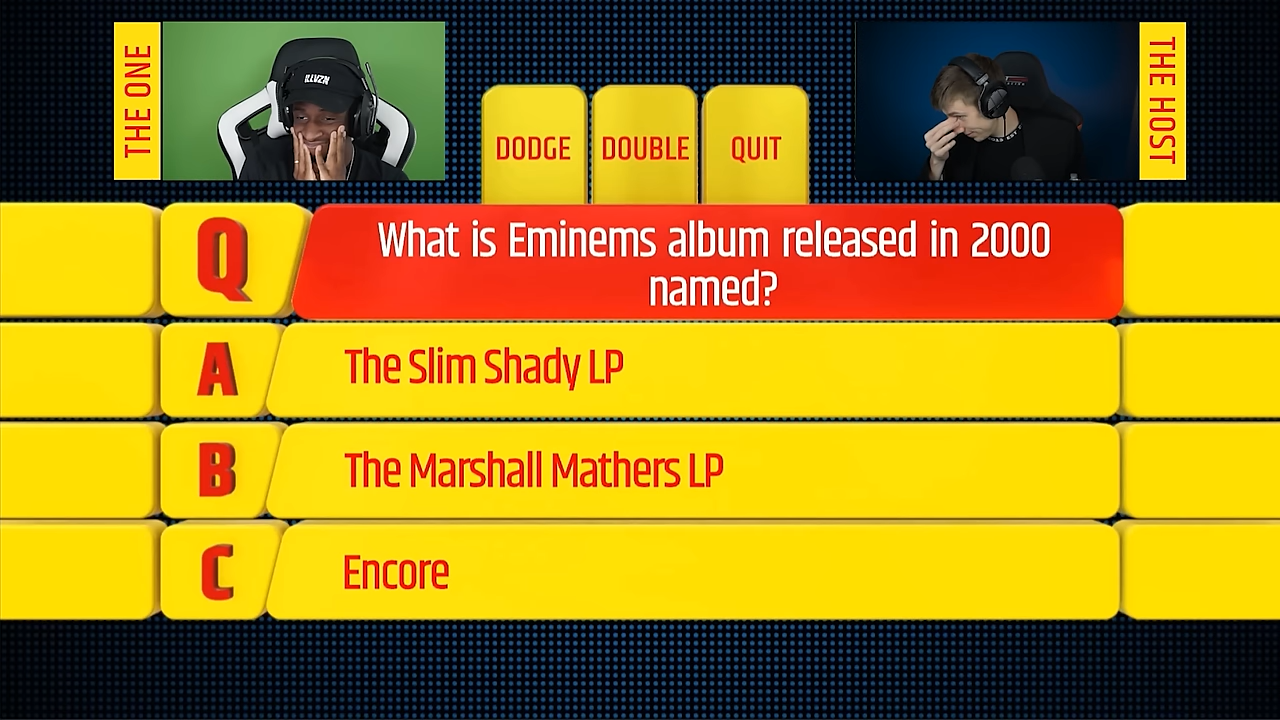 THE ONE
ILLVZN
DODGE
DOUBLE
QUIT
THE HOST
Q
What is Eminems album released in 2000
named?
A
The Slim Shady LP
B
The Marshall Mathers LP
C
Encore